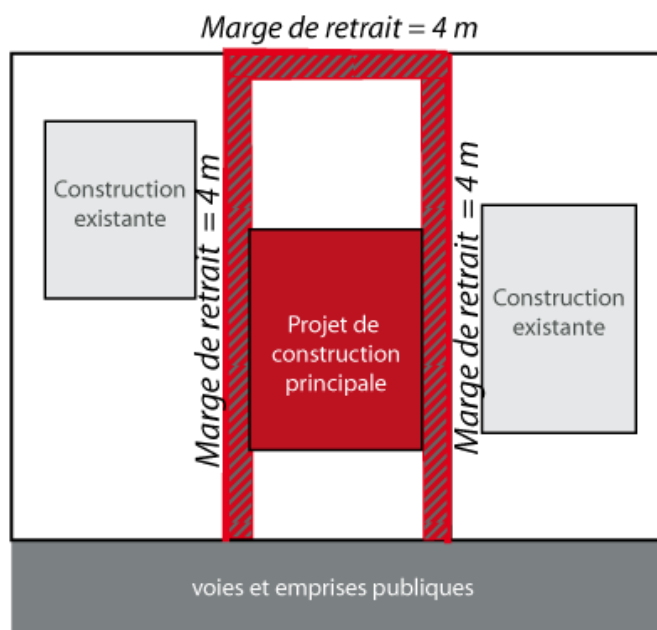 Marge de retrait = 4 m
Construction
existante
Marge de retrait = 4 m
Projet de
construction
principale
Marge de retrait = 4 m
Construction
existante
voies et emprises publiques